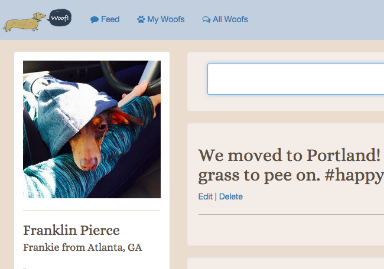 Woof!
Feed
My Woofs
All Woofs
We moved to Portland!
grass to pee on. #happy
Edit | Delete
Franklin Pierce
Frankie from Atlanta, GA